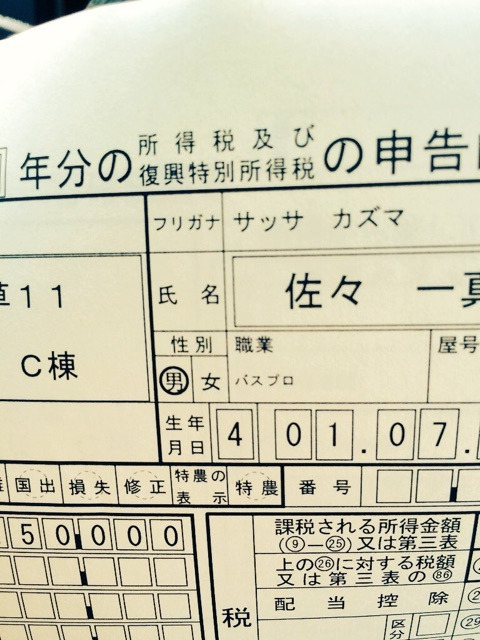 年分の所得税及び復興特別所得税の申告
フリガナ サッサ カズマ
11
氏名 佐々 一真
C棟
性別 職業 屋号
男 女 バスプロ
生年月日 4 01.07.
国出 損失 修正 特農の表示 特農 番号
50000
課税される所得金額
(⑨-㉕)又は第三表
上の㉖に対する税額
又は第三表の86
税
配当控除
区分